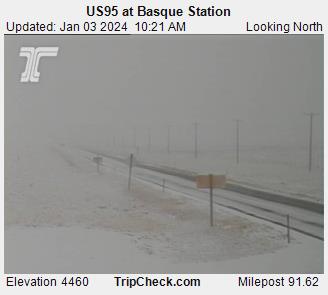 US95 at Basque Station
Updated: Jan 03 2024 10:21 AM Looking North
Elevation 4460 TripCheck.com Milepost 91.62